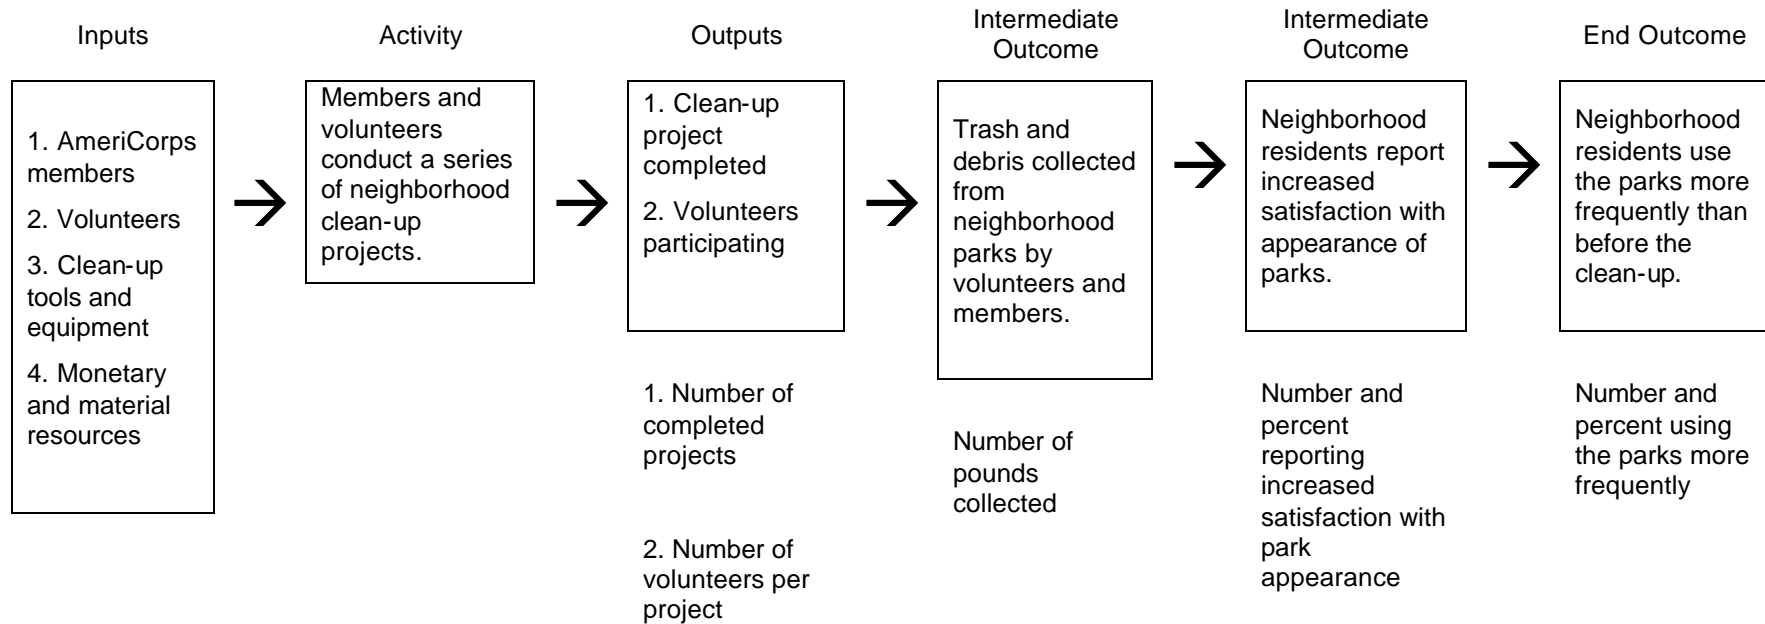 Inputs
1. AmeriCorps
members
2. Volunteers
3. Clean-up
tools and
equipment
4. Monetary
and material
resources
Activity
Members and
volunteers
conduct a series
of neighborhood
clean-up
projects.
Outputs
1. Clean-up
project
completed
2. Volunteers
participating
1. Number of
completed
projects
2. Number of
volunteers per
project
Intermediate
Outcome
Trash and
debris collected
from
neighborhood
parks by
volunteers and
members.
Number of
pounds
collected
Intermediate
Outcome
Neighborhood
residents report
increased
satisfaction with
appearance of
parks.
Number and
percent
reporting
increased
satisfaction with
park
appearance
End Outcome
Neighborhood
residents use
the parks more
frequently than
before the
clean-up.
Number and
percent using
the parks more
frequently